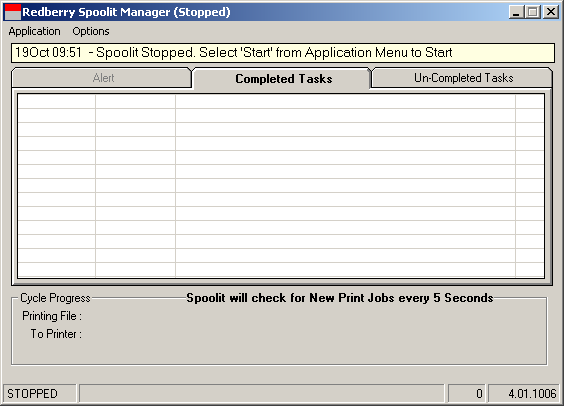 Redberry Spoolit Manager (Stopped)
Application Options
19Oct 09:51 - Spoolit Stopped. Select 'Start' from Application Menu to Start
Alert Completed Tasks Un-Completed Tasks
Cycle Progress Spoolit will check for New Print Jobs every 5 Seconds
Printing File :
To Printer :
STOPPED 0 4.01.1006